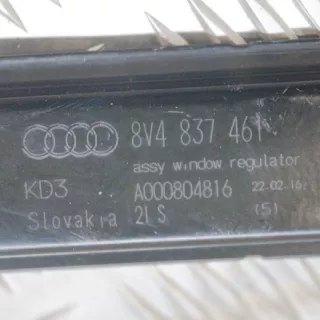 8V4 837 461
assy window regulator
KD3 A000804816 22.02.16
Slovakia 21 S (5)